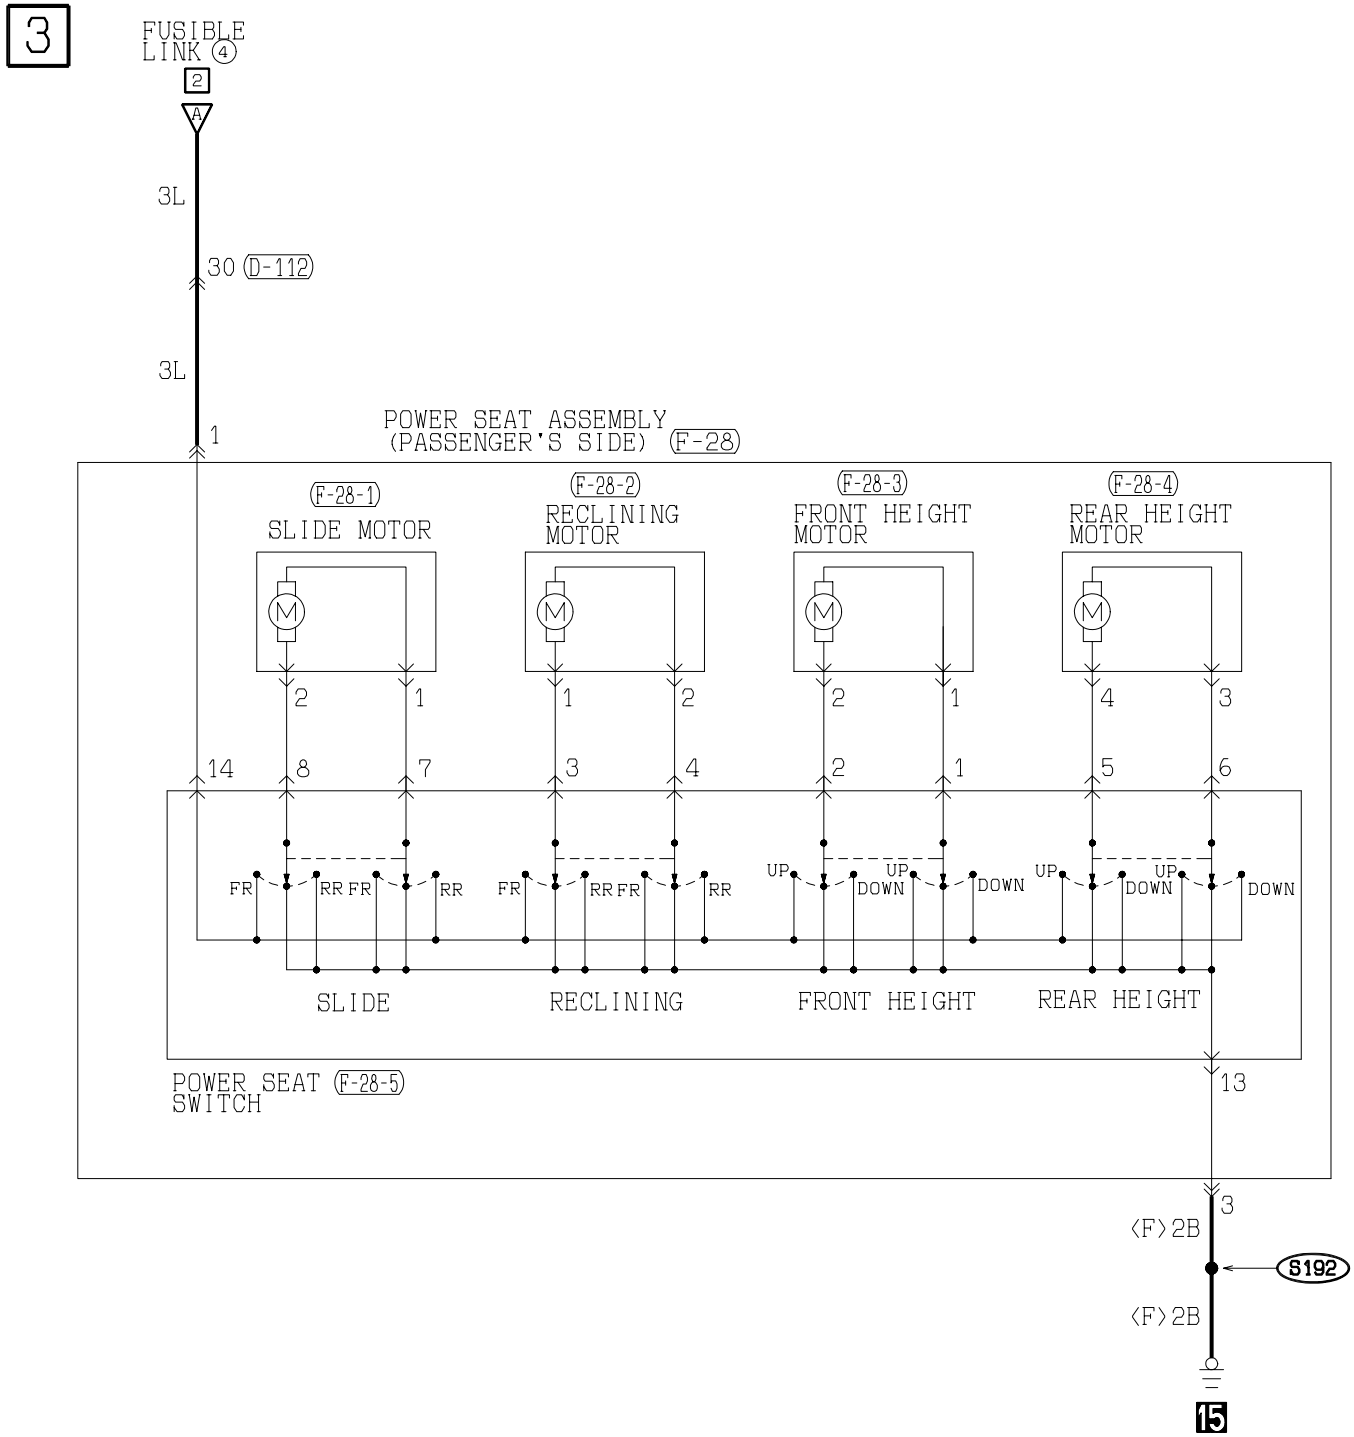 3
FUSIBLE
LINK ④
2
A
3L
30 (D-112)
3L
1
POWER SEAT ASSEMBLY
(PASSENGER'S SIDE) (F-28)
(F-28-1)
SLIDE MOTOR
(F-28-2)
RECLINING
MOTOR
(F-28-3)
FRONT HEIGHT
MOTOR
(F-28-4)
REAR HEIGHT
MOTOR
M M M M
2 1 1 2 2 1 4 3
14 8 7 3 4 2 1 5 6
FR RR FR RR FR RR FR RR UP DOWN UP DOWN UP DOWN UP DOWN
SLIDE RECLINING FRONT HEIGHT REAR HEIGHT
POWER SEAT (F-28-5)
SWITCH
13
3
<F>2B
S192
<F>2B
15